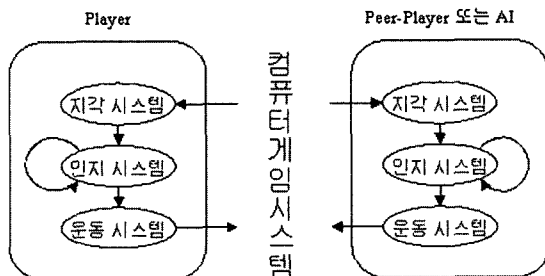 Player
Peer-Player 또는 AI
지각 시스템
인지 시스템
운동 시스템
컴퓨터게임시스템
지각 시스템
인지 시스템
운동 시스템